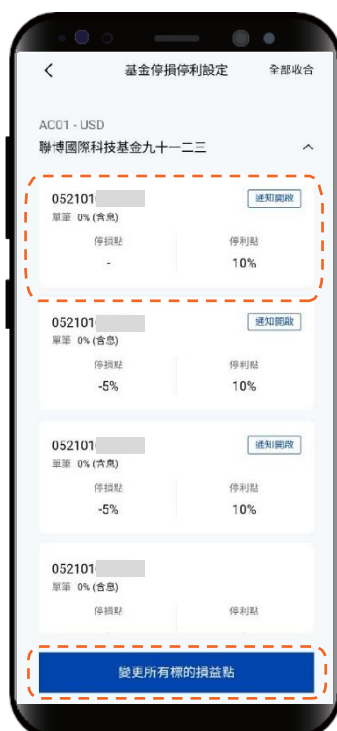 基金停損停利設定 全部收合
AC01 - USD
聯博國際科技基金九十一二三
052101 通知開啟
單筆 0% (含息)
停損點 停利點
- 10%
052101 通知開啟
單筆 0% (含息)
停損點 停利點
-5% 10%
052101 通知開啟
單筆 0% (含息)
停損點 停利點
-5% 10%
052101
單筆 0% (含息)
停損點 停利點
變更所有標的損益點